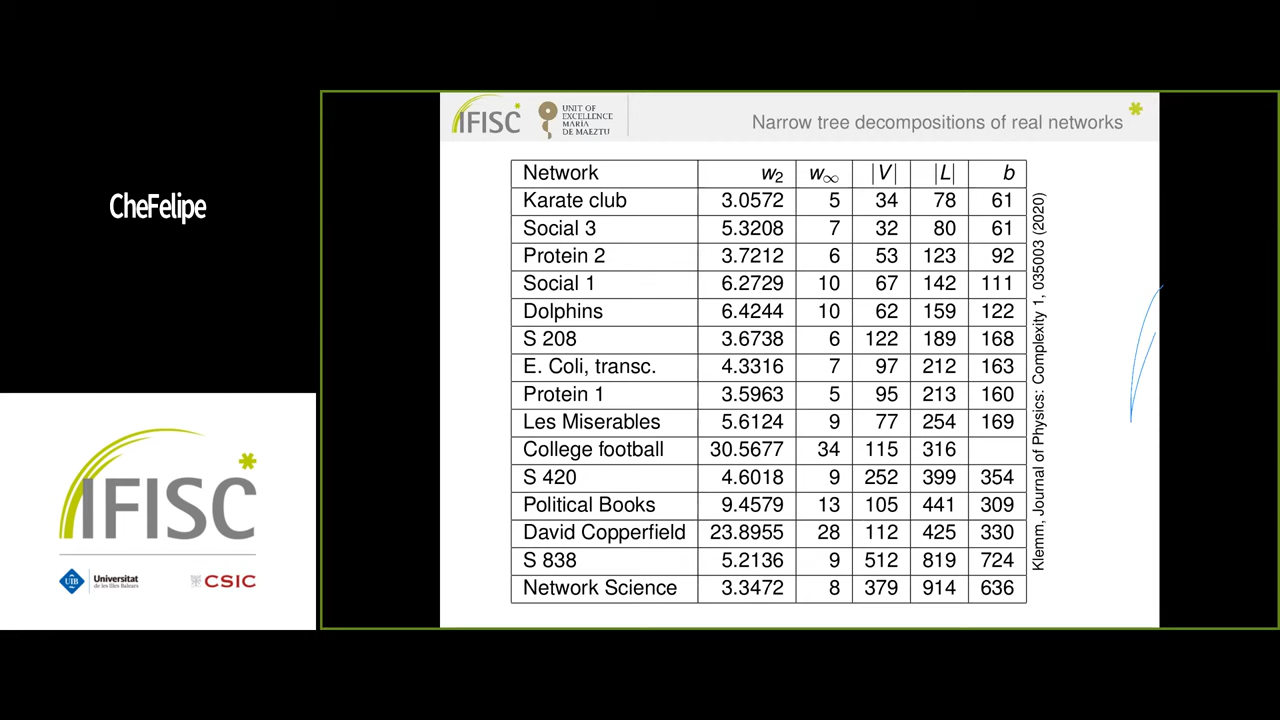 CheFelipe
IFISC
Universitat
de les Illes Balears
UIB
CSIC
IFISC
UNIT OF
EXCELLENCE
MARÍA
DE MAEZTU
Narrow tree decompositions of real networks
Network w₂ w∞ |V| |L| b
Karate club 3.0572 5 34 78 61
Social 3 5.3208 7 32 80 61
Protein 2 3.7212 6 53 123 92
Social 1 6.2729 10 67 142 111
Dolphins 6.4244 10 62 159 122
S 208 3.6738 6 122 189 168
E. Coli, transc. 4.3316 7 97 212 163
Protein 1 3.5963 5 95 213 160
Les Miserables 5.6124 9 77 254 169
College football 30.5677 34 115 316
S 420 4.6018 9 252 399 354
Political Books 9.4579 13 105 441 309
David Copperfield 23.8955 28 112 425 330
S 838 5.2136 9 512 819 724
Network Science 3.3472 8 379 914 636
Klemm, Journal of Physics: Complexity 1, 035003 (2020)